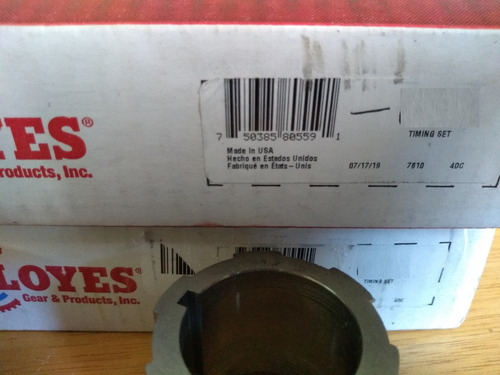 YES®
& Products, Inc.
7 50385 80559 1
TIMING SET
Made in USA
Hecho en Estados Unidos
Fabriqué en États-Unis
07/17/19 7610 40C
LOYES®
Gear & Products, Inc.
TIMING SET
40C